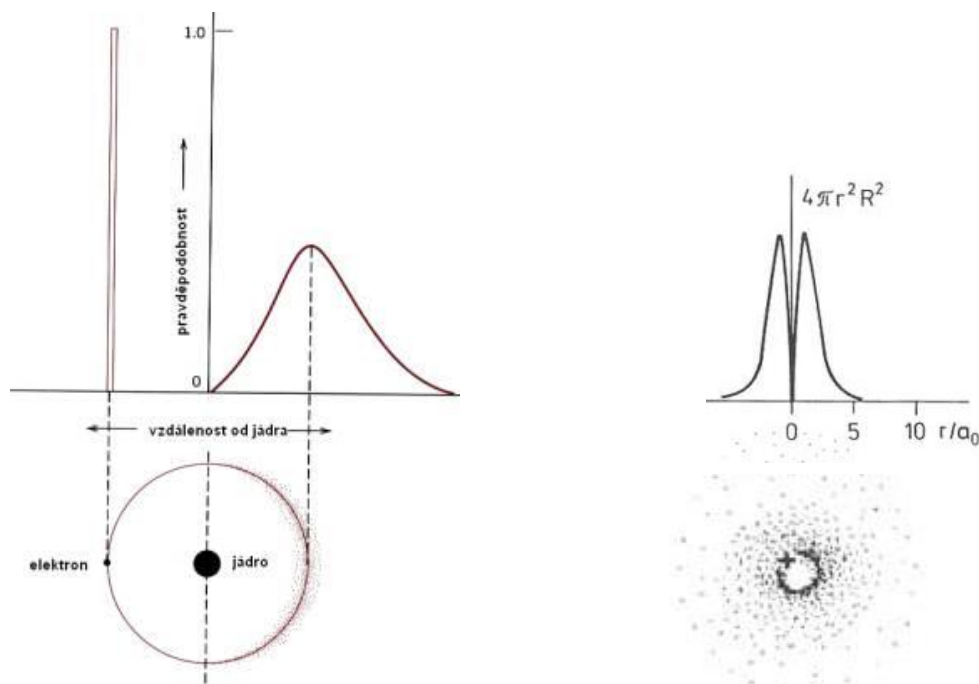 1.0
pravděpodobnost
0
vzdálenost od jádra
elektron
jádro
4πr²R²
0 5 10 r/a₀
+